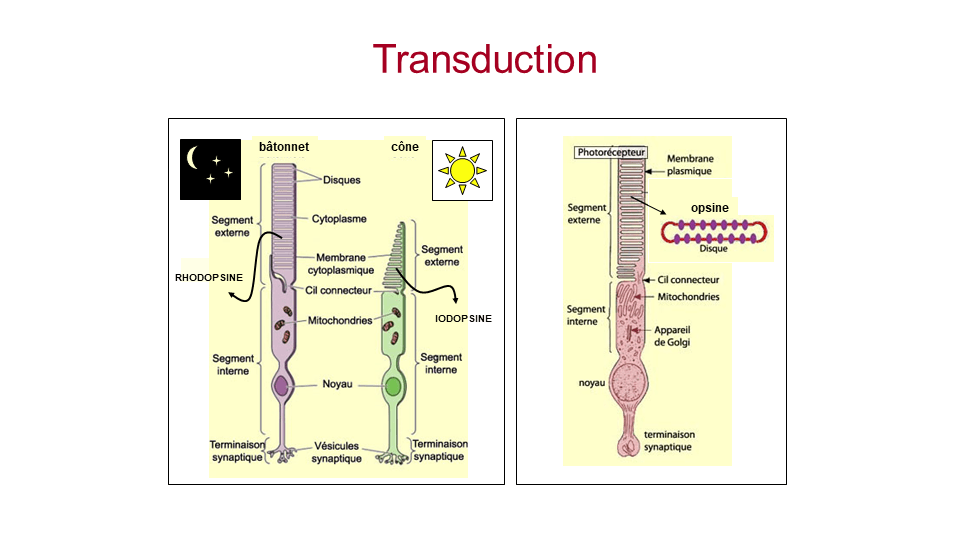 Transduction
bâtonnet
cône
Disques
Cytoplasme
Segment
externe
Membrane
cytoplasmique
Segment
externe
RHODOPSINE
Cil connecteur
IODOPSINE
Mitochondries
Segment
interne
Segment
interne
Noyau
Terminaison
synaptique
Vésicules
synaptique
Terminaison
synaptique
Photorécepteur
Membrane
plasmique
Segment
externe
opsine
Disque
Cil connecteur
Mitochondries
Segment
interne
Appareil
de Golgi
noyau
terminaison
synaptique